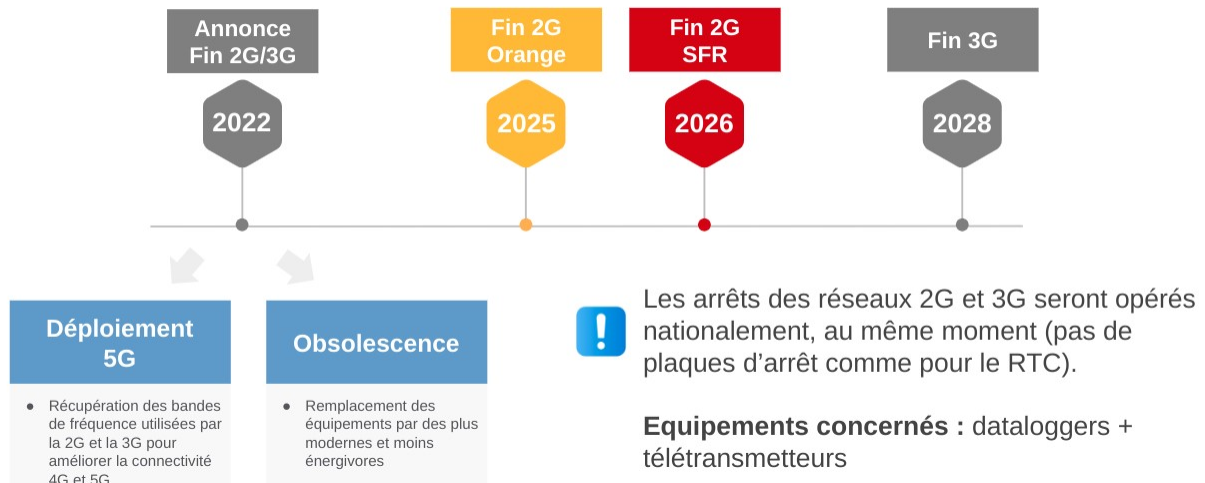 Annonce
Fin 2G/3G
Fin 2G
Orange
Fin 2G
SFR
Fin 3G
2022
2025
2026
2028
Déploiement
5G
● Récupération des bandes
de fréquence utilisées par
la 2G et la 3G pour
améliorer la connectivité
4G et 5G
Obsolescence
● Remplacement des
équipements par des plus
modernes et moins
énergivores
!
Les arrêts des réseaux 2G et 3G seront opérés
nationalement, au même moment (pas de
plaques d’arrêt comme pour le RTC).
Equipements concernés : dataloggers +
télétransmetteurs